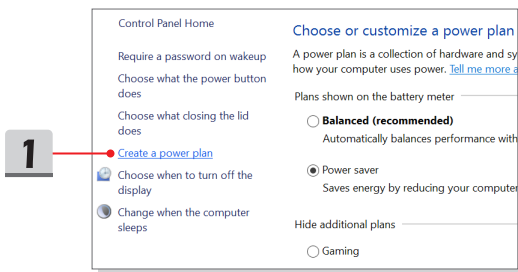 1
Control Panel Home
Require a password on wakeup
Choose what the power button
does
Choose what closing the lid
does
Create a power plan
Choose when to turn off the
display
Change when the computer
sleeps
Choose or customize a power plan
A power plan is a collection of hardware and sy
how your computer uses power. Tell me more a
Plans shown on the battery meter
Balanced (recommended)
Automatically balances performance with
Power saver
Saves energy by reducing your computer
Hide additional plans
Gaming